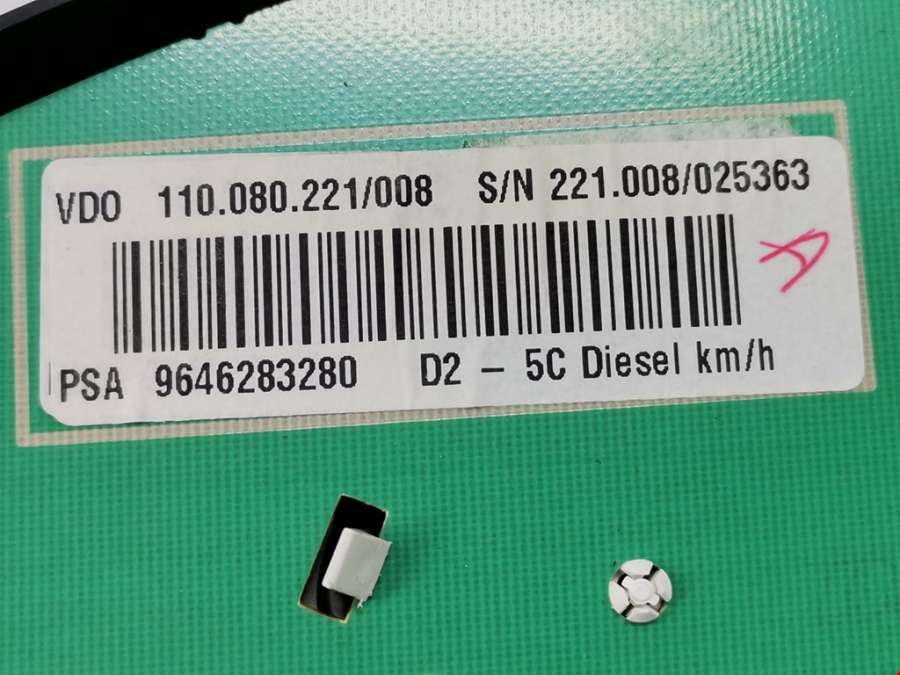 VDO 110.080.221/008 S/N 221.008/025363
PSA 9646283280 D2 - 5C Diesel km/h